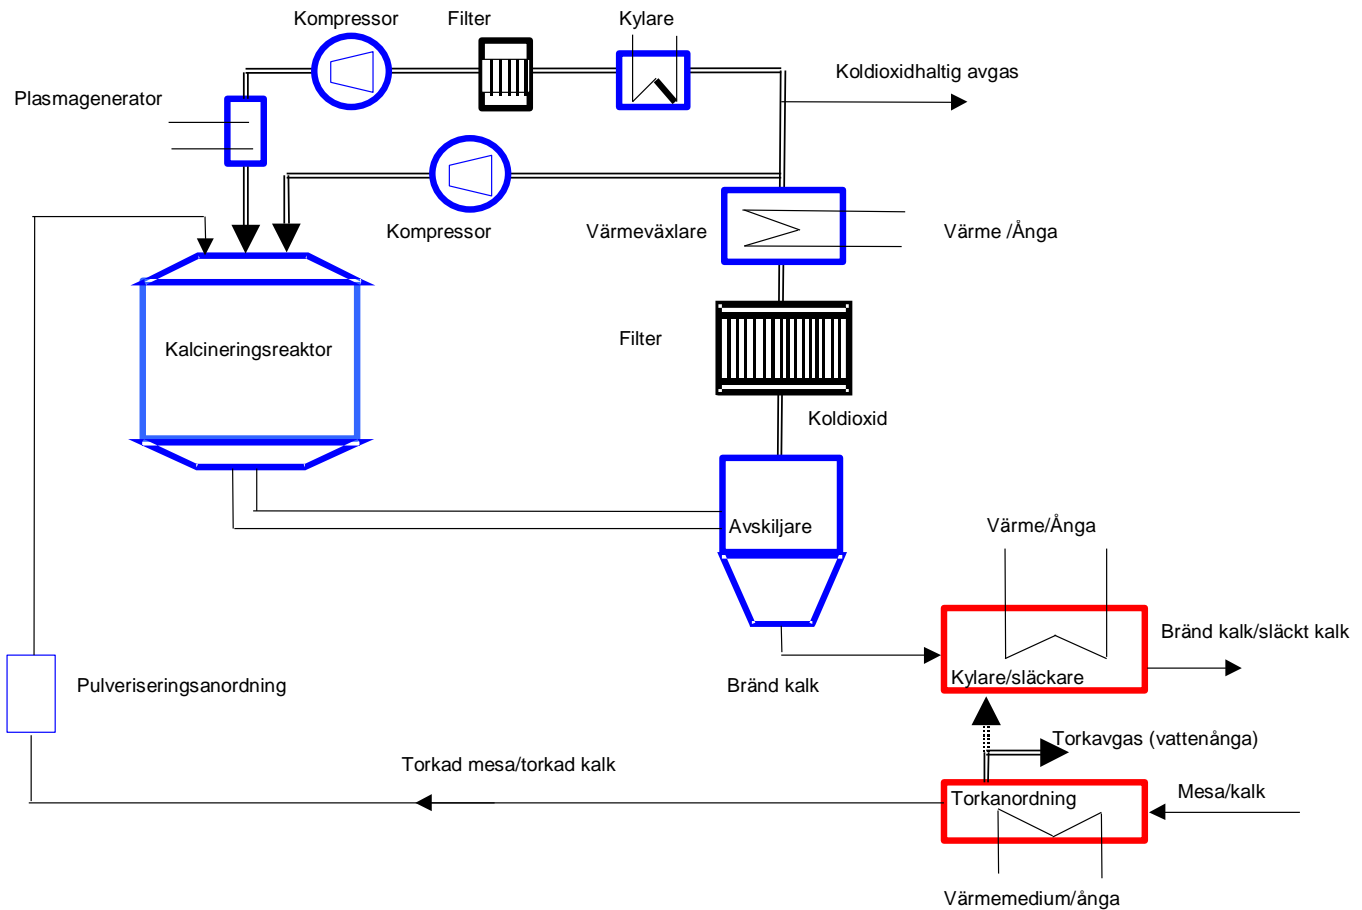 Kompressor
Filter
Kylare
Koldioxidhaltig avgas
Plasmagenerator
Kompressor
Värmeväxlare
Värme /Ånga
Filter
Kalcineringsreaktor
Koldioxid
Avskiljare
Värme/Ånga
Bränd kalk/släckt kalk
Kylare/släckare
Bränd kalk
Pulveriseringsanordning
Torkavgas (vattenånga)
Torkad mesa/torkad kalk
Torkanordning
Mesa/kalk
Värmemedium/ånga